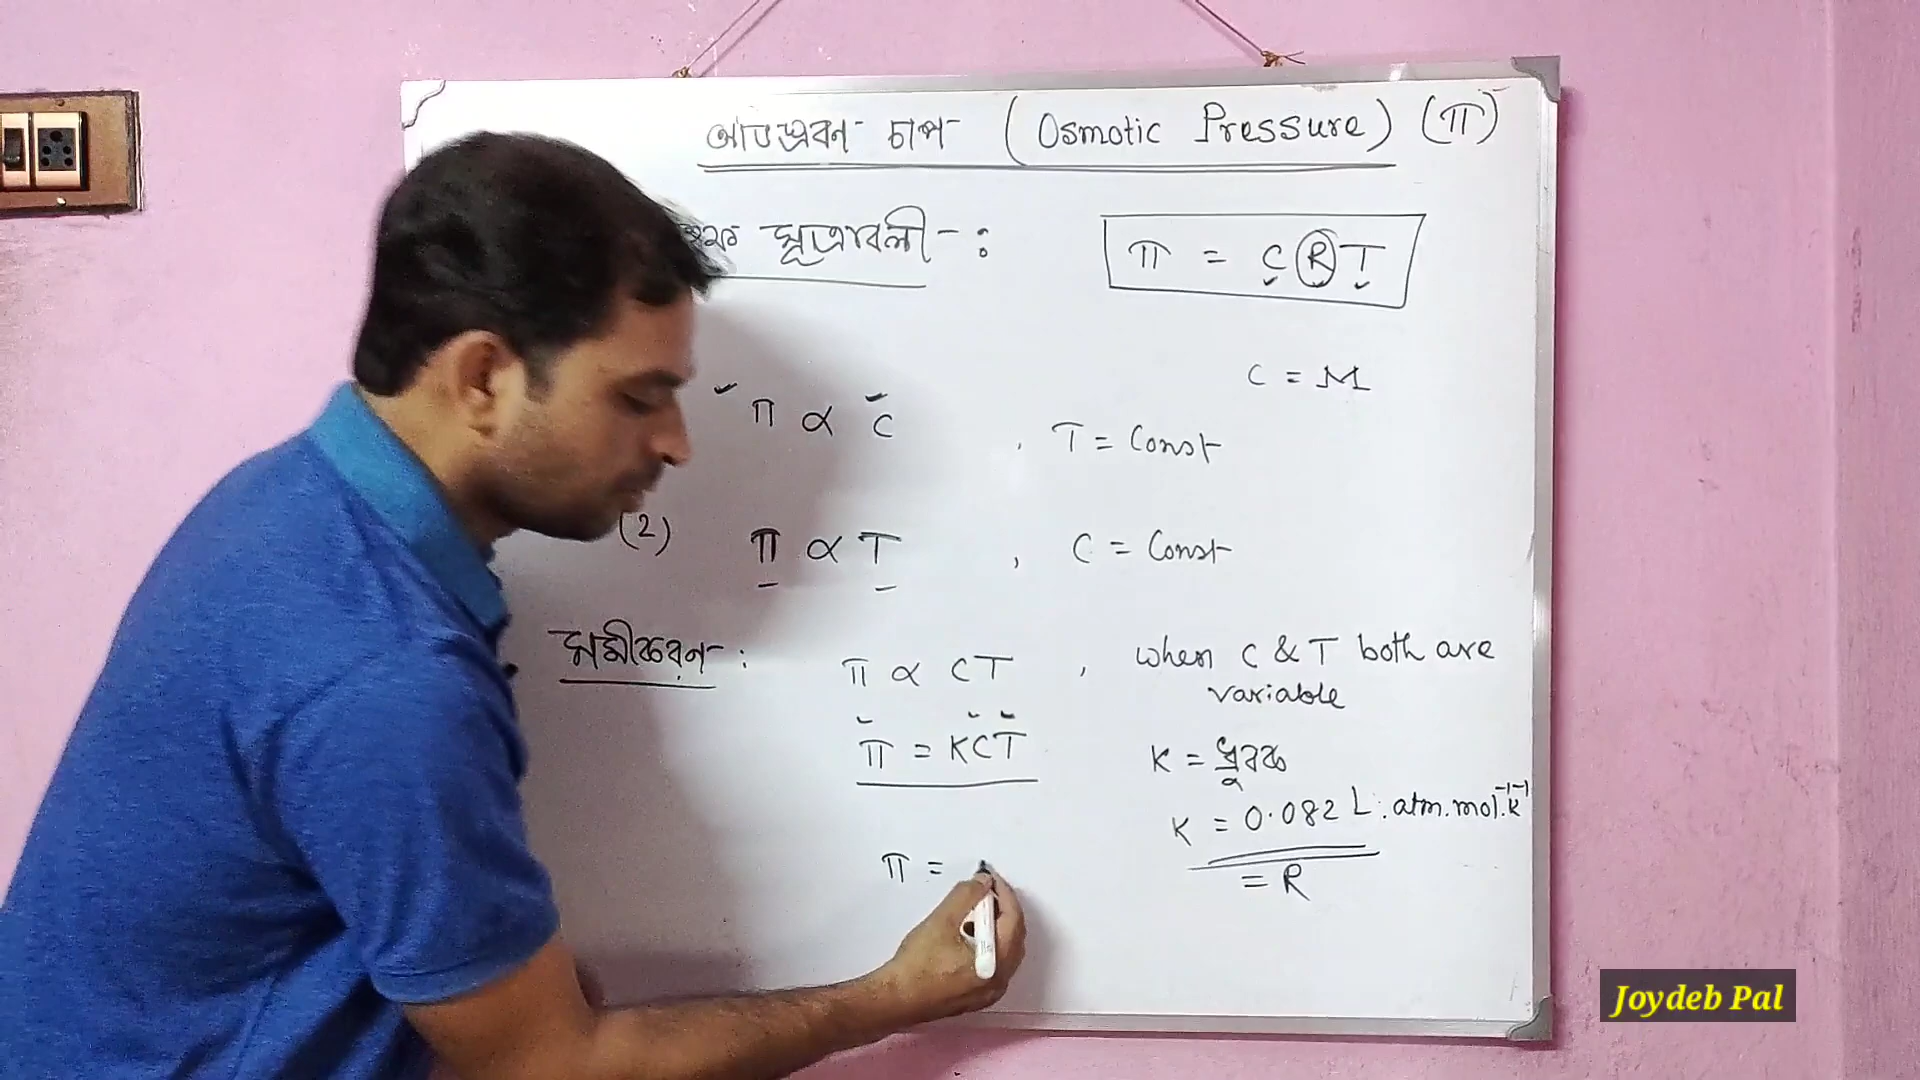 আভস্রবণ চাপ (Osmotic Pressure) (π)
সূত্রাবলী :
π = CRT
C = M
π ∝ C , T = Const
(2) π ∝ T , C = Const
সমীকরণ : π ∝ CT , when C & T both are
variable
π = KCT
K = ধ্রুবক
K = 0.082 L. atm. mol⁻¹. K⁻¹
= R
π =
Joydeb Pal